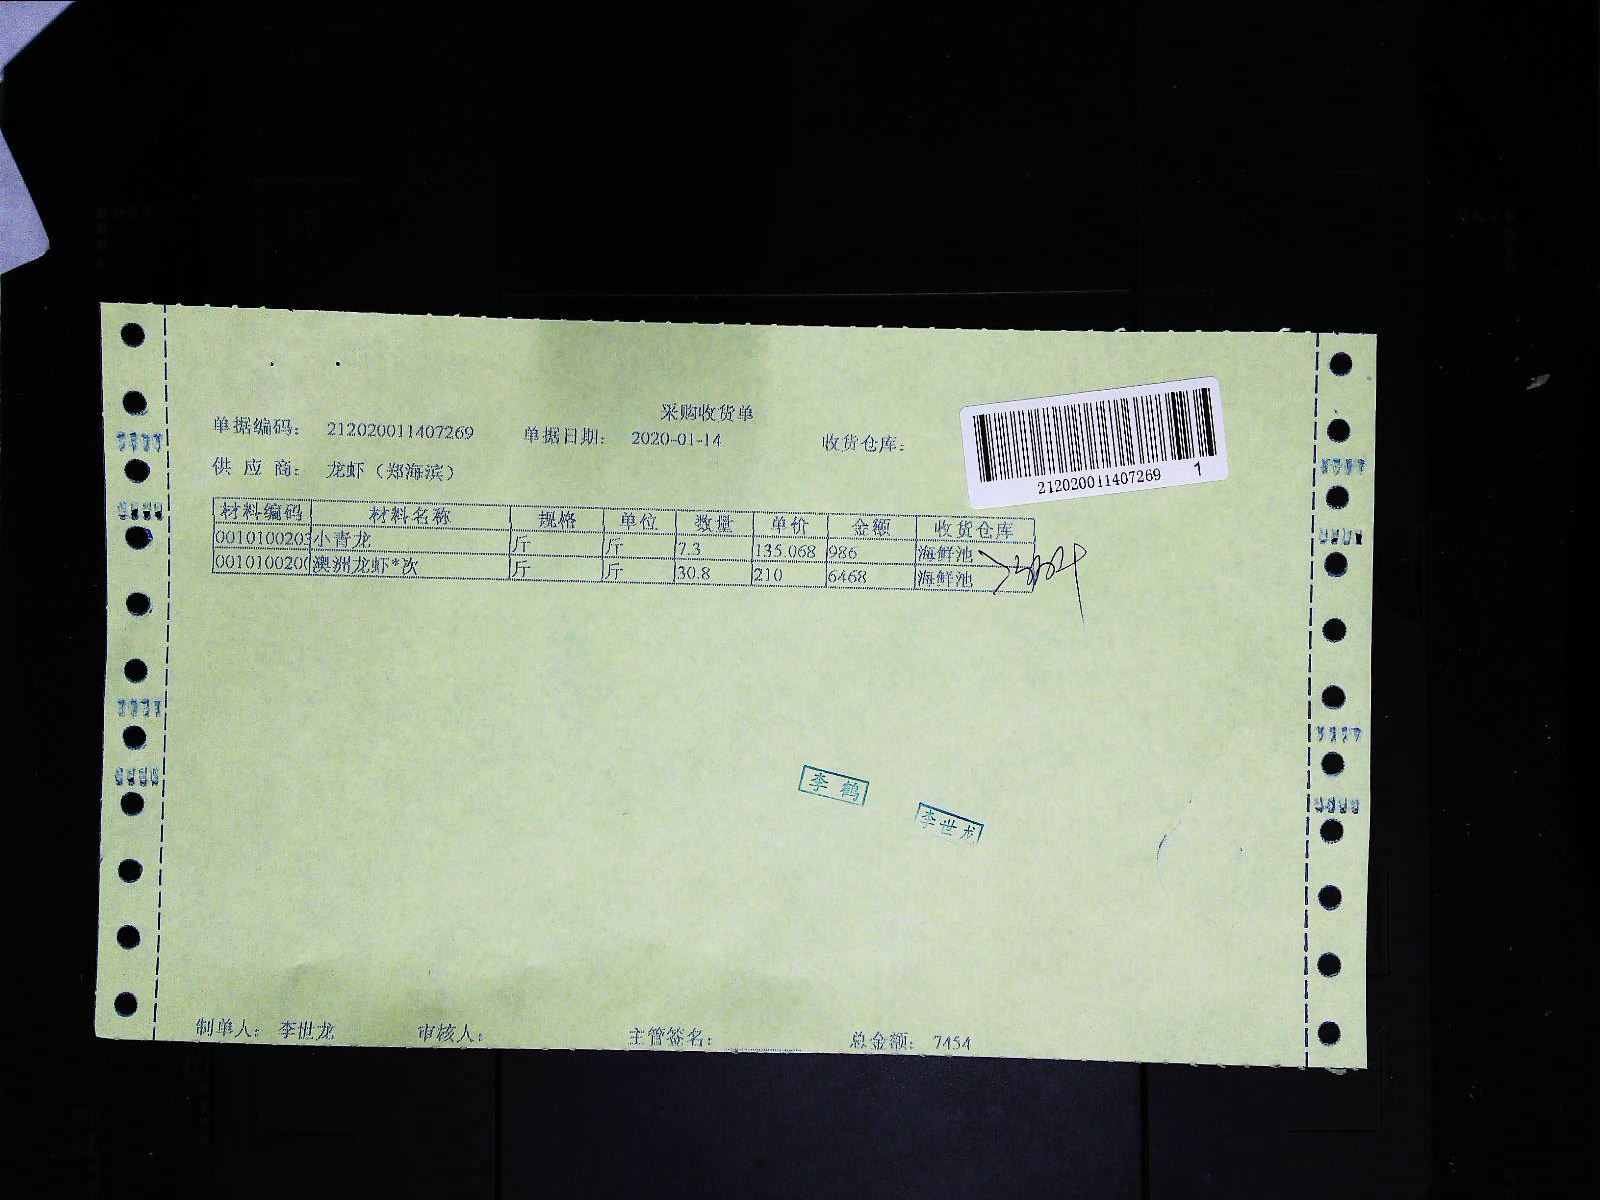 采购收货单
单据编码: 212020011407269 单据日期: 2020-01-14 收货仓库:
供 应 商: 龙虾（郑海滨）
212020011407269 1
材料编码 材料名称 规格 单位 数量 单价 金额 收货仓库
001010020 小青龙 斤 斤 7.3 135.068 986 海鲜池
001010020 澳洲龙虾*次 斤 斤 30.8 210 6468 海鲜池
李 鹤
李世龙
制单人: 李世龙 审核人: 主管签名: 总金额: 7454